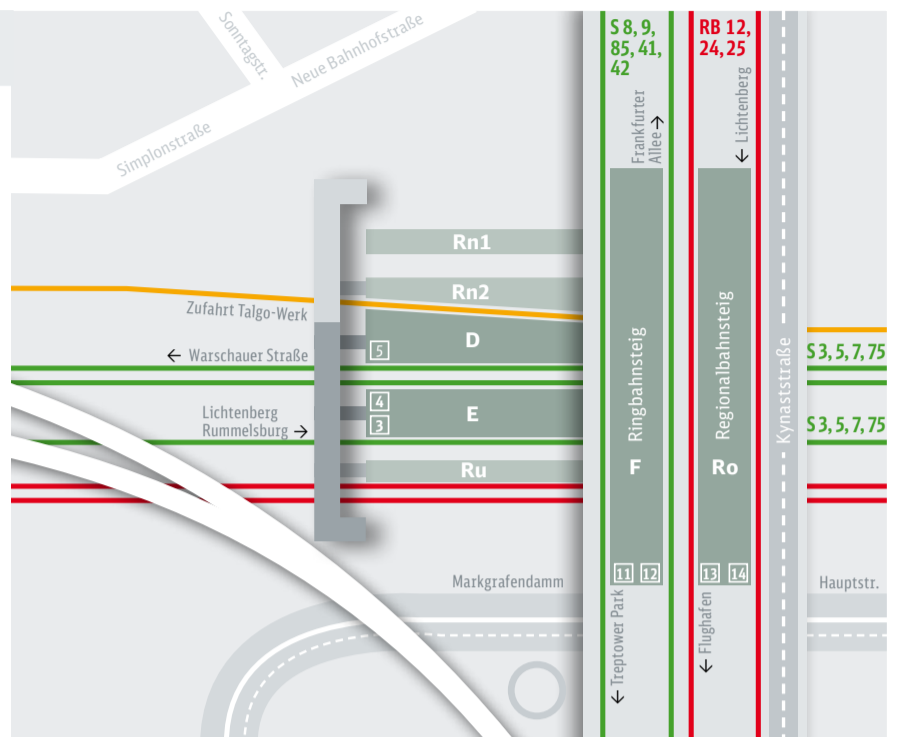 Sonntagstr.
Neue Bahnhofstraße
Simplonstraße
S 8, 9,
85, 41,
42
RB 12,
24, 25
Frankfurter
Allee →
← Lichtenberg
Rn1
Rn2
Zufahrt Talgo-Werk
D
5
← Warschauer Straße
S 3, 5, 7, 75
4
3
E
Lichtenberg
Rummelsburg →
S 3, 5, 7, 75
Ru
Ringbahnsteig
F
Regionalbahnsteig
Ro
Kynaststraße
11 12
13 14
Markgrafendamm
Hauptstr.
← Treptower Park
← Flughafen